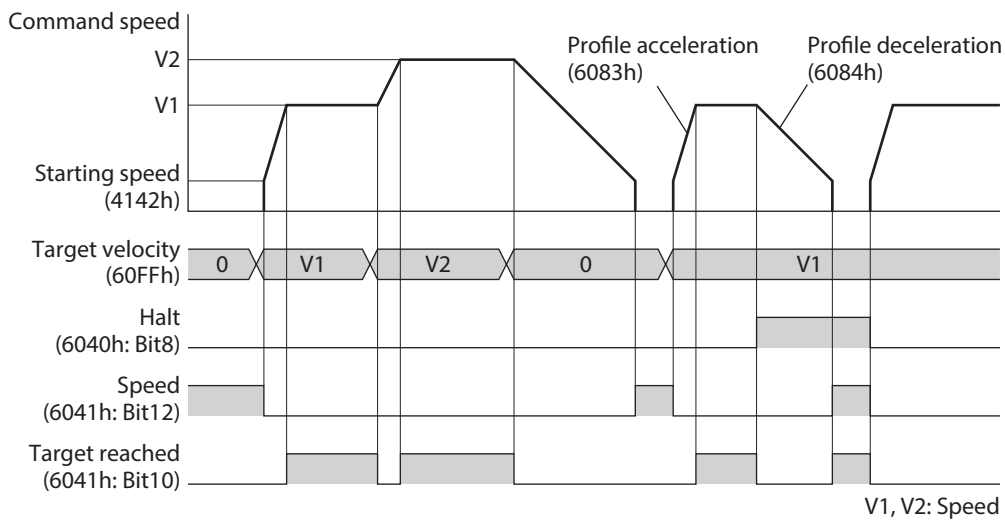 Command speed
V2
V1
Starting speed
(4142h)
Profile acceleration
(6083h)
Profile deceleration
(6084h)
Target velocity
(60FFh)
0 V1 V2 0 V1
Halt
(6040h: Bit8)
Speed
(6041h: Bit12)
Target reached
(6041h: Bit10)
V1, V2: Speed